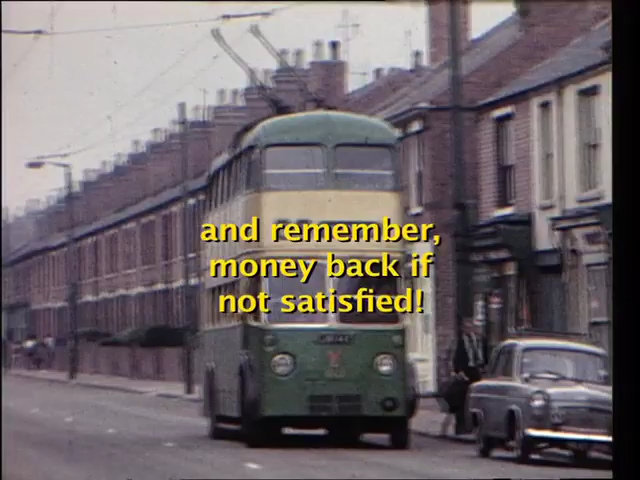 and remember,
money back if
not satisfied!